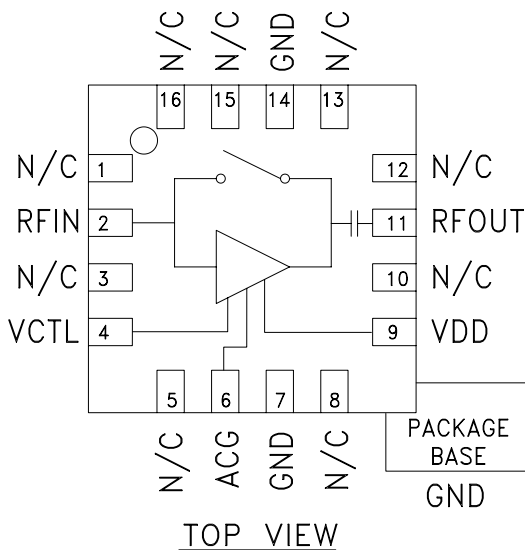 N/C
N/C
GND
N/C
16
15
14
13
N/C 1
12 N/C
RFIN 2
11 RFOUT
N/C 3
10 N/C
VCTL 4
9 VDD
5
6
7
8
N/C
ACG
GND
N/C
PACKAGE
BASE
GND
TOP VIEW